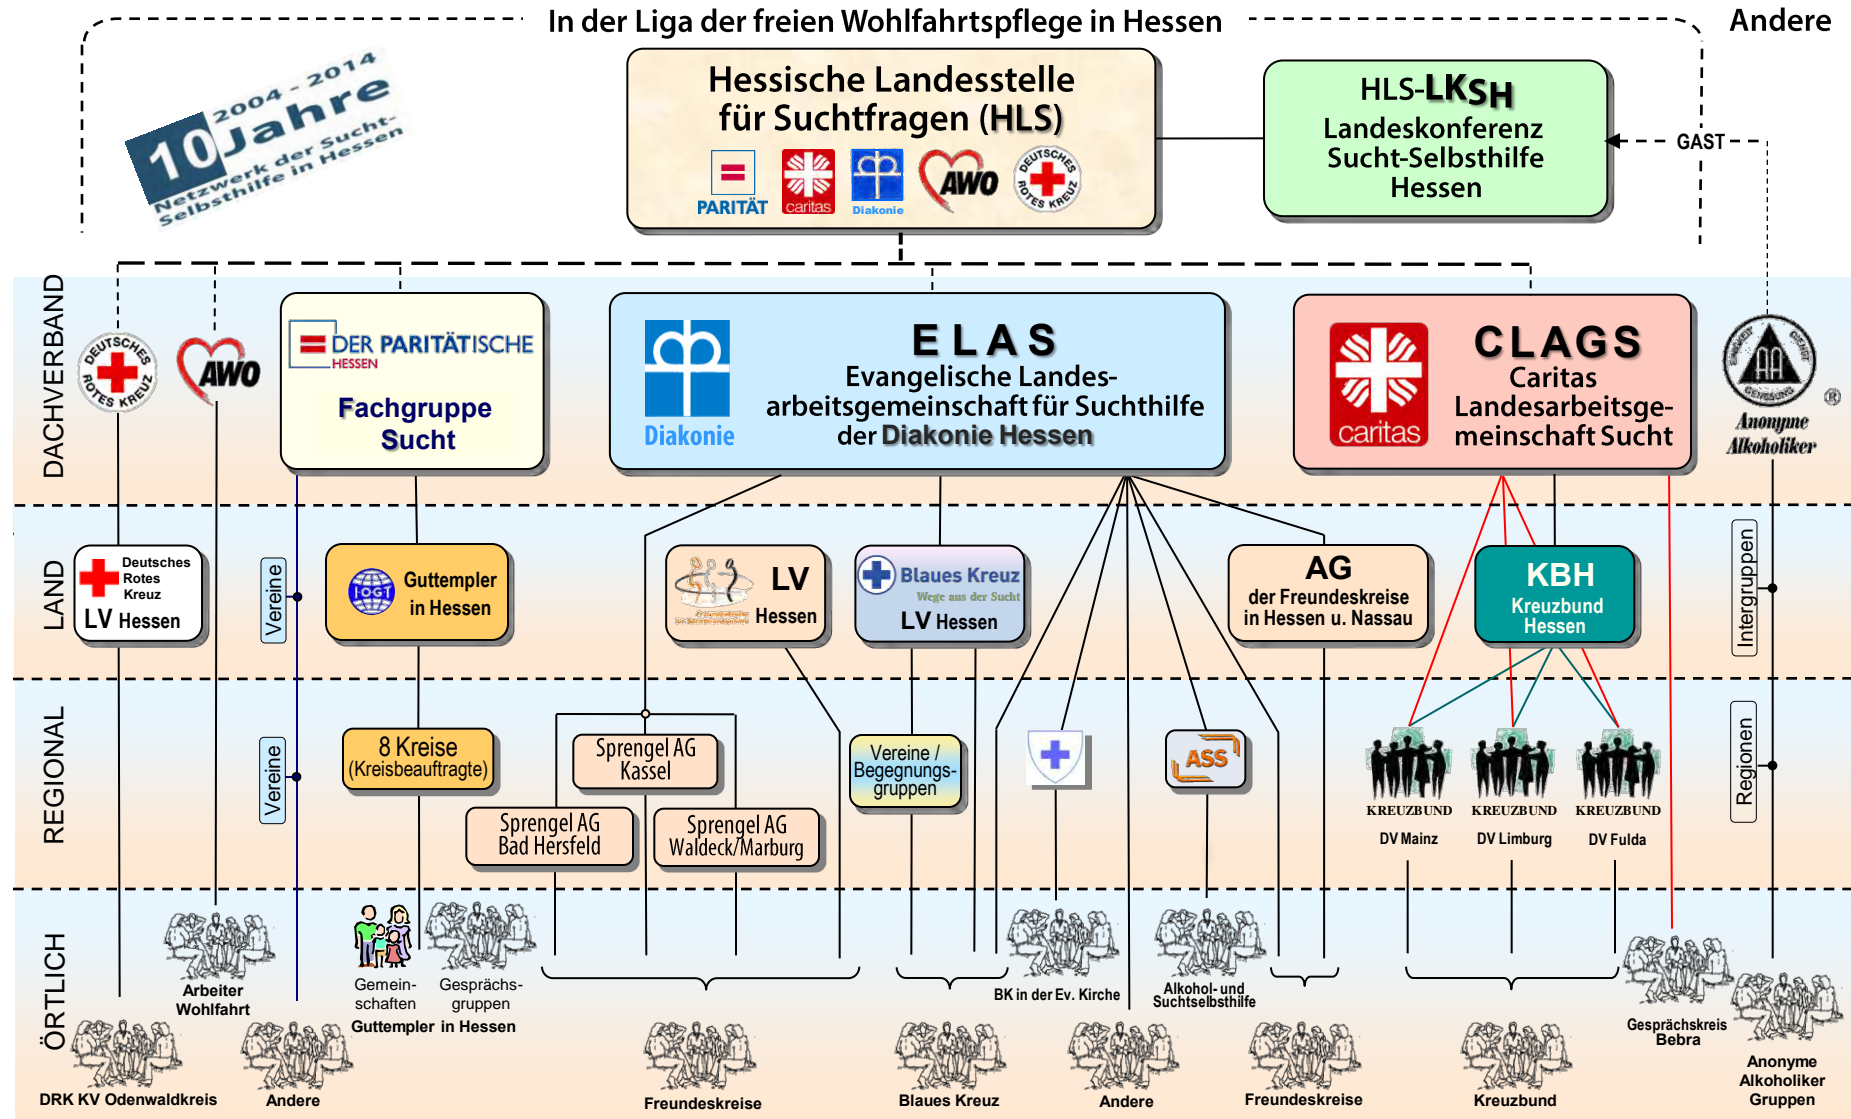 In der Liga der freien Wohlfahrtspflege in Hessen
Andere
2004 - 2014
10 Jahre
Netzwerk der Sucht-
Selbsthilfe in Hessen
Hessische Landesstelle
für Suchtfragen (HLS)
PARITÄT
caritas
Diakonie
AWO
DEUTSCHES ROTES KREUZ
HLS-LKSH
Landeskonferenz
Sucht-Selbsthilfe
Hessen
GAST
DACHVERBAND
DEUTSCHES ROTES KREUZ
AWO
DER PARITÄTISCHE
HESSEN
Fachgruppe
Sucht
Diakonie
ELAS
Evangelische Landes-
arbeitsgemeinschaft für Suchthilfe
der Diakonie Hessen
caritas
CLAGS
Caritas
Landesarbeitsge-
meinschaft Sucht
EINHEIT DIENST GENESUNG
AA
®
Anonyme
Alkoholiker
LAND
Deutsches
Rotes
Kreuz
LV Hessen
Vereine
I·O·G·T
Guttempler
in Hessen
LV
Hessen
Blaues Kreuz
Wege aus der Sucht
LV Hessen
AG
der Freundeskreise
in Hessen u. Nassau
KBH
Kreuzbund
Hessen
Intergruppen
REGIONAL
Vereine
8 Kreise
(Kreisbeauftragte)
Sprengel AG
Kassel
Sprengel AG
Bad Hersfeld
Sprengel AG
Waldeck/Marburg
Vereine /
Begegnungs-
gruppen
ASS
KREUZBUND
DV Mainz
KREUZBUND
DV Limburg
KREUZBUND
DV Fulda
Regionen
ÖRTLICH
DRK KV Odenwaldkreis
Arbeiter
Wohlfahrt
Andere
Gemein-
schaften
Gesprächs-
gruppen
Guttempler in Hessen
Freundeskreise
Blaues Kreuz
BK in der Ev. Kirche
Andere
Alkohol- und
Suchtselbsthilfe
Freundeskreise
Kreuzbund
Gesprächskreis
Bebra
Anonyme
Alkoholiker
Gruppen